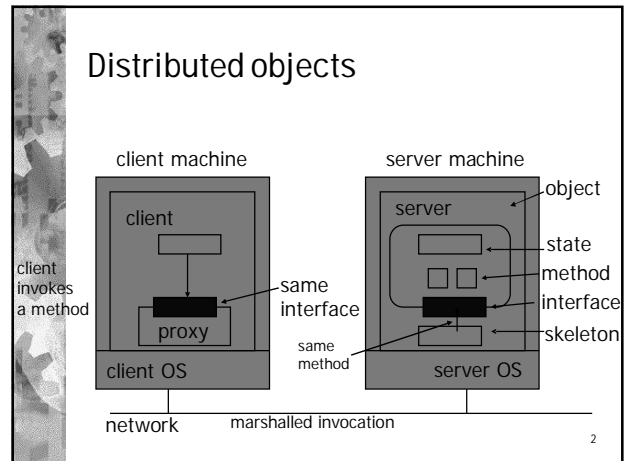 Distributed objects
client machine
server machine
object
server
client
state
client
invokes
a method
method
same
interface
interface
proxy
same
method
skeleton
client OS
server OS
network
marshalled invocation
2